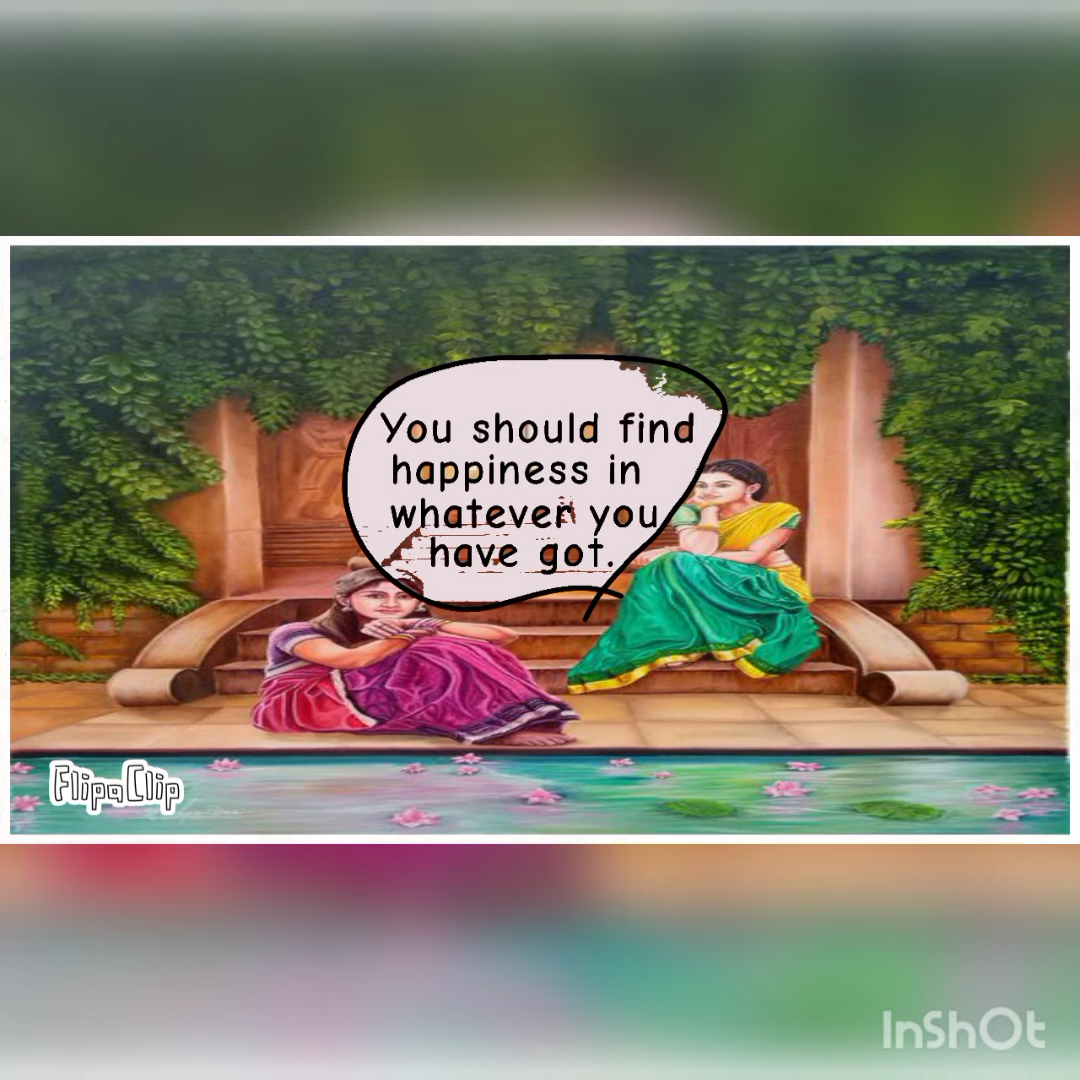 You should find
happiness in
whatever you
have got.
FlipaClip
InShOt